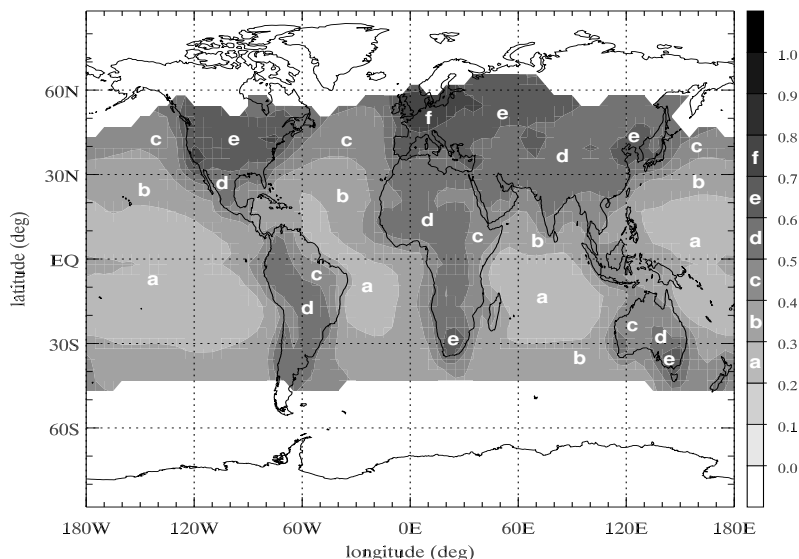 60N
30N
EQ
30S
60S
latitude (deg)
180W 120W 60W 0E 60E 120E 180E
longitude (deg)
c e c f e e c
b d b d d b
a c a d c b a
d a c d
e b e
1.0
0.9
0.8
0.7
f
0.6
e
0.5
d
0.4
c
0.3
b
0.2
a
0.1
0.0